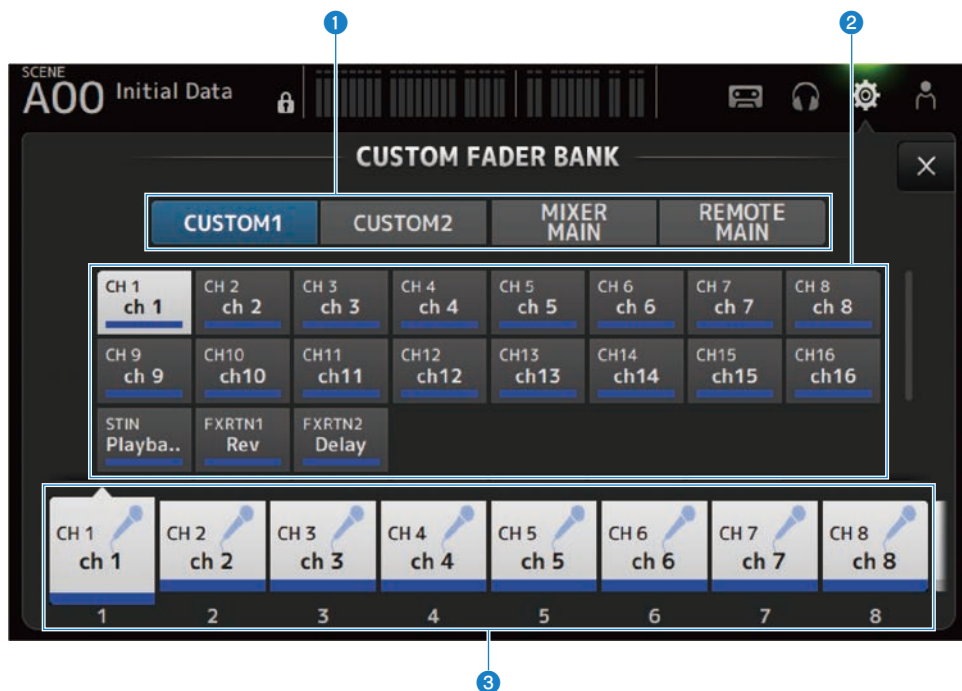 1 2
SCENE
A00 Initial Data
CUSTOM FADER BANK
CUSTOM1 CUSTOM2 MIXER MAIN REMOTE MAIN
CH 1 CH 2 CH 3 CH 4 CH 5 CH 6 CH 7 CH 8
ch 1 ch 2 ch 3 ch 4 ch 5 ch 6 ch 7 ch 8
CH 9 CH10 CH11 CH12 CH13 CH14 CH15 CH16
ch 9 ch10 ch11 ch12 ch13 ch14 ch15 ch16
STIN FXRTN1 FXRTN2
Playba.. Rev Delay
CH 1 CH 2 CH 3 CH 4 CH 5 CH 6 CH 7 CH 8
ch 1 ch 2 ch 3 ch 4 ch 5 ch 6 ch 7 ch 8
1 2 3 4 5 6 7 8
3